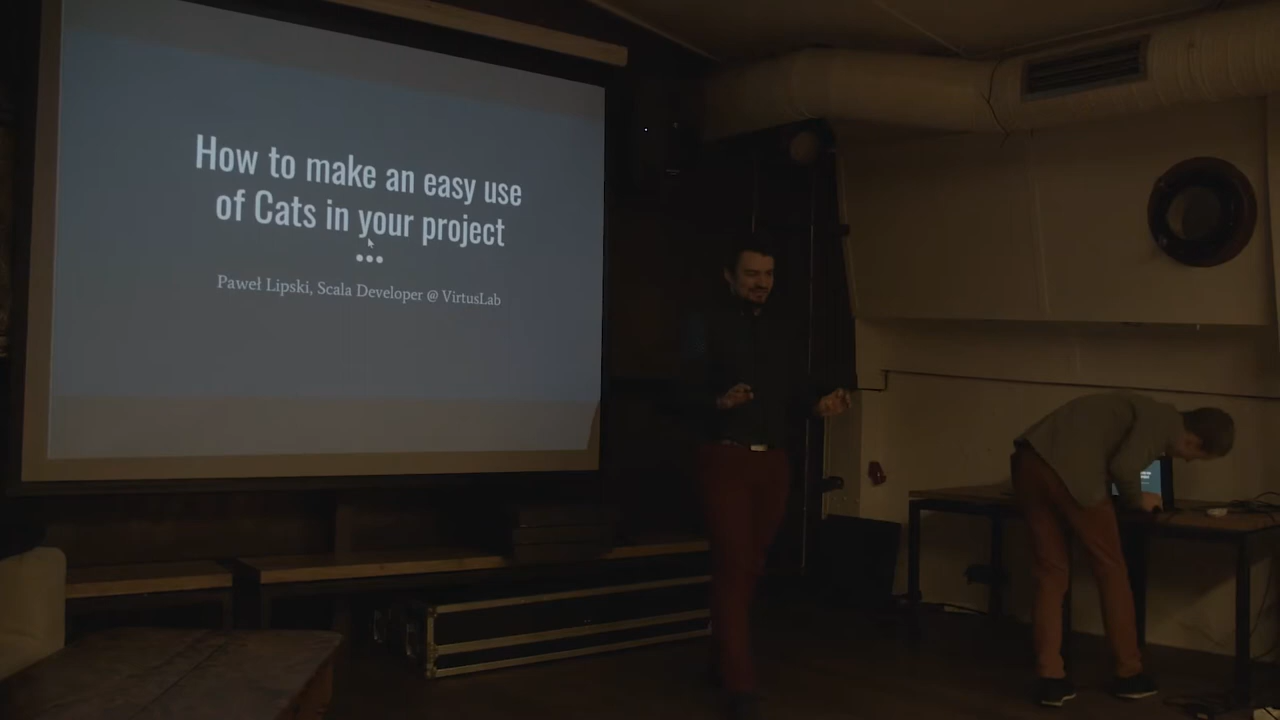 How to make an easy use
of Cats in your project
Paweł Lipski, Scala Developer @ VirtusLab